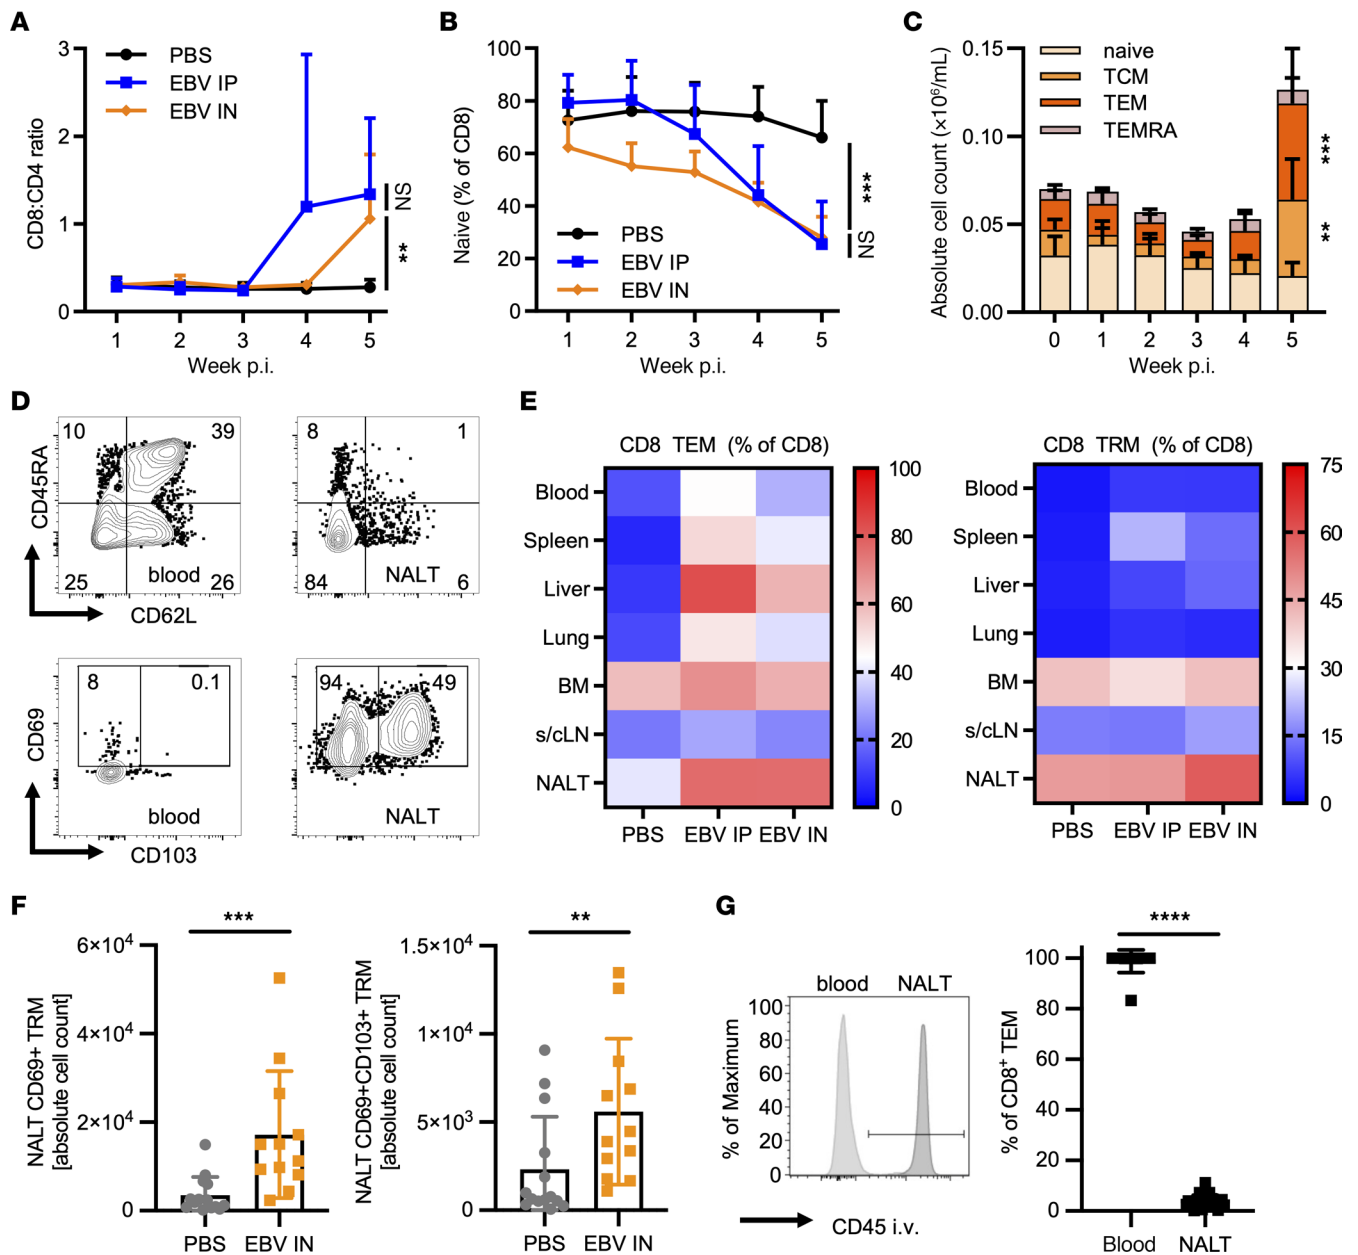 A
3
2
1
0
CD8:CD4 ratio
PBS
EBV IP
EBV IN
NS
**
1 2 3 4 5
Week p.i.
B
100
80
60
40
20
0
Naive (% of CD8)
PBS
EBV IP
EBV IN
***
NS
1 2 3 4 5
Week p.i.
C
0.15
0.10
0.05
0.00
Absolute cell count (×10⁶/mL)
naive
TCM
TEM
TEMRA
***
**
0 1 2 3 4 5
Week p.i.
D
CD45RA
10 39
25 26
blood
CD62L
8 1
84 6
NALT
CD69
8 0.1
blood
CD103
94 49
NALT
E
CD8 TEM (% of CD8)
Blood
Spleen
Liver
Lung
BM
s/cLN
NALT
PBS EBV IP EBV IN
100
80
60
40
20
0
CD8 TRM (% of CD8)
Blood
Spleen
Liver
Lung
BM
s/cLN
NALT
PBS EBV IP EBV IN
75
60
45
30
15
0
F
***
6×10⁴
4×10⁴
2×10⁴
0
NALT CD69+ TRM
[absolute cell count]
PBS EBV IN
**
1.5×10⁴
1×10⁴
5×10³
0
NALT CD69+CD103+ TRM
[absolute cell count]
PBS EBV IN
G
blood NALT
100
80
60
40
20
0
% of Maximum
CD45 i.v.
****
100
80
60
40
20
0
% of CD8⁺ TEM
Blood NALT